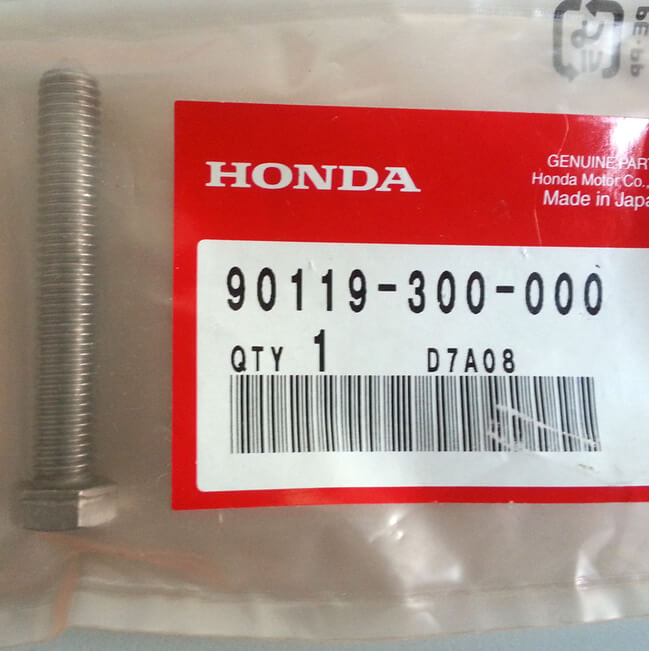 HONDA
GENUINE PART
Honda Motor Co.,
Made in Japa
90119-300-000
QTY 1 D7A08